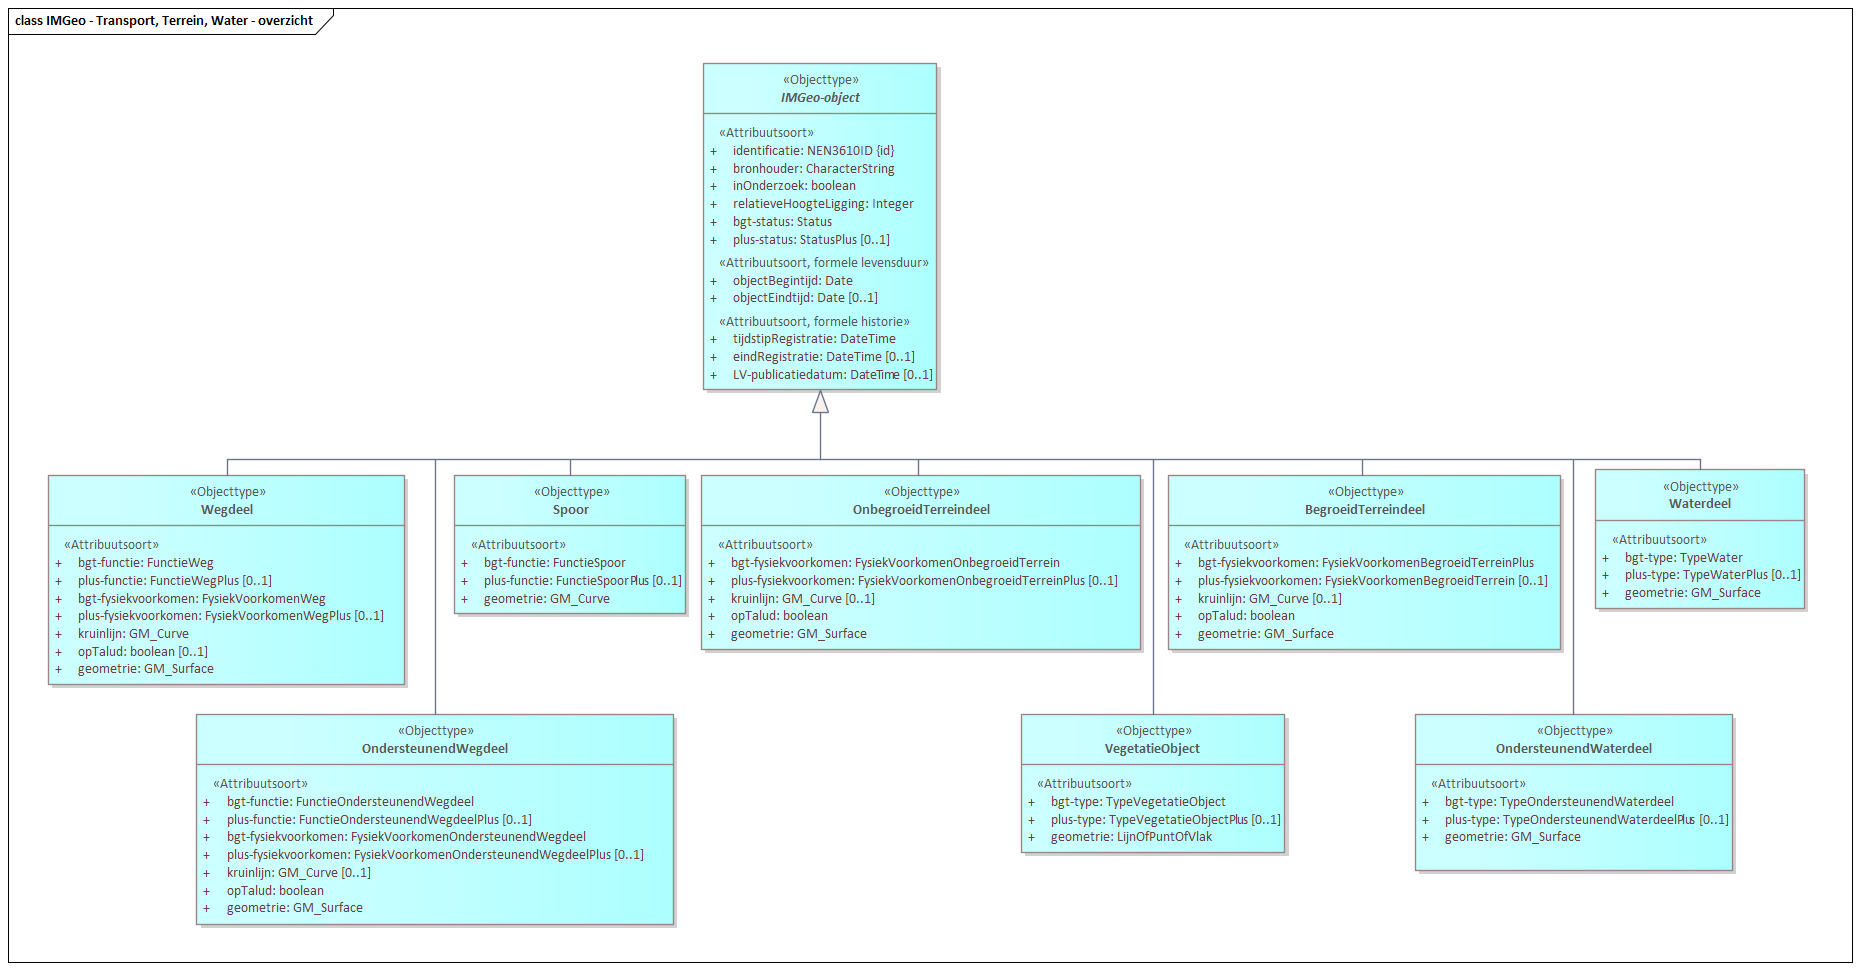 class IMGeo - Transport, Terrein, Water - overzicht
«Objecttype»
IMGeo-object
«Attribuutsoort»
+ identificatie: NEN3610ID {id}
+ bronhouder: CharacterString
+ inOnderzoek: boolean
+ relatieveHoogteLigging: Integer
+ bgt-status: Status
+ plus-status: StatusPlus [0..1]
«Attribuutsoort, formele levensduur»
+ objectBegintijd: Date
+ objectEindtijd: Date [0..1]
«Attribuutsoort, formele historie»
+ tijdstipRegistratie: DateTime
+ eindRegistratie: DateTime [0..1]
+ LV-publicatiedatum: DateTime [0..1]
«Objecttype»
Wegdeel
«Attribuutsoort»
+ bgt-functie: FunctieWeg
+ plus-functie: FunctieWegPlus [0..1]
+ bgt-fysiekvoorkomen: FysiekVoorkomenWeg
+ plus-fysiekvoorkomen: FysiekVoorkomenWegPlus [0..1]
+ kruinlijn: GM_Curve
+ opTalud: boolean [0..1]
+ geometrie: GM_Surface
«Objecttype»
Spoor
«Attribuutsoort»
+ bgt-functie: FunctieSpoor
+ plus-functie: FunctieSpoorPlus [0..1]
+ geometrie: GM_Curve
«Objecttype»
OnbegroeidTerreindeel
«Attribuutsoort»
+ bgt-fysiekvoorkomen: FysiekVoorkomenOnbegroeidTerrein
+ plus-fysiekvoorkomen: FysiekVoorkomenOnbegroeidTerreinPlus [0..1]
+ kruinlijn: GM_Curve [0..1]
+ opTalud: boolean
+ geometrie: GM_Surface
«Objecttype»
BegroeidTerreindeel
«Attribuutsoort»
+ bgt-fysiekvoorkomen: FysiekVoorkomenBegroeidTerreinPlus
+ plus-fysiekvoorkomen: FysiekVoorkomenBegroeidTerrein [0..1]
+ kruinlijn: GM_Curve [0..1]
+ opTalud: boolean
+ geometrie: GM_Surface
«Objecttype»
Waterdeel
«Attribuutsoort»
+ bgt-type: TypeWater
+ plus-type: TypeWaterPlus [0..1]
+ geometrie: GM_Surface
«Objecttype»
OndersteunendWegdeel
«Attribuutsoort»
+ bgt-functie: FunctieOndersteunendWegdeel
+ plus-functie: FunctieOndersteunendWegdeelPlus [0..1]
+ bgt-fysiekvoorkomen: FysiekVoorkomenOndersteunendWegdeel
+ plus-fysiekvoorkomen: FysiekVoorkomenOndersteunendWegdeelPlus [0..1]
+ kruinlijn: GM_Curve [0..1]
+ opTalud: boolean
+ geometrie: GM_Surface
«Objecttype»
VegetatieObject
«Attribuutsoort»
+ bgt-type: TypeVegetatieObject
+ plus-type: TypeVegetatieObjectPlus [0..1]
+ geometrie: LijnOfPuntOfVlak
«Objecttype»
OndersteunendWaterdeel
«Attribuutsoort»
+ bgt-type: TypeOndersteunendWaterdeel
+ plus-type: TypeOndersteunendWaterdeelPlus [0..1]
+ geometrie: GM_Surface